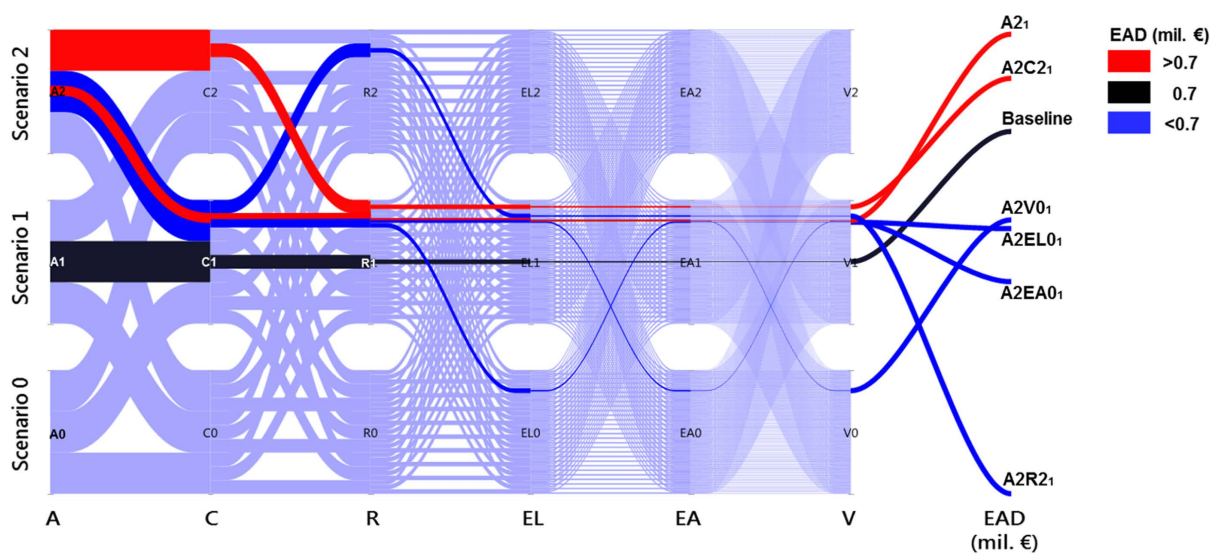 Scenario 2
Scenario 1
Scenario 0
A2
C2
R2
EL2
EA2
V2
A1
C1
R1
EL1
EA1
V1
A0
C0
R0
EL0
EA0
V0
A
C
R
EL
EA
V
EAD
(mil. €)
A2₁
A2C2₁
Baseline
A2V0₁
A2EL0₁
A2EA0₁
A2R2₁
EAD (mil. €)
>0.7
0.7
<0.7